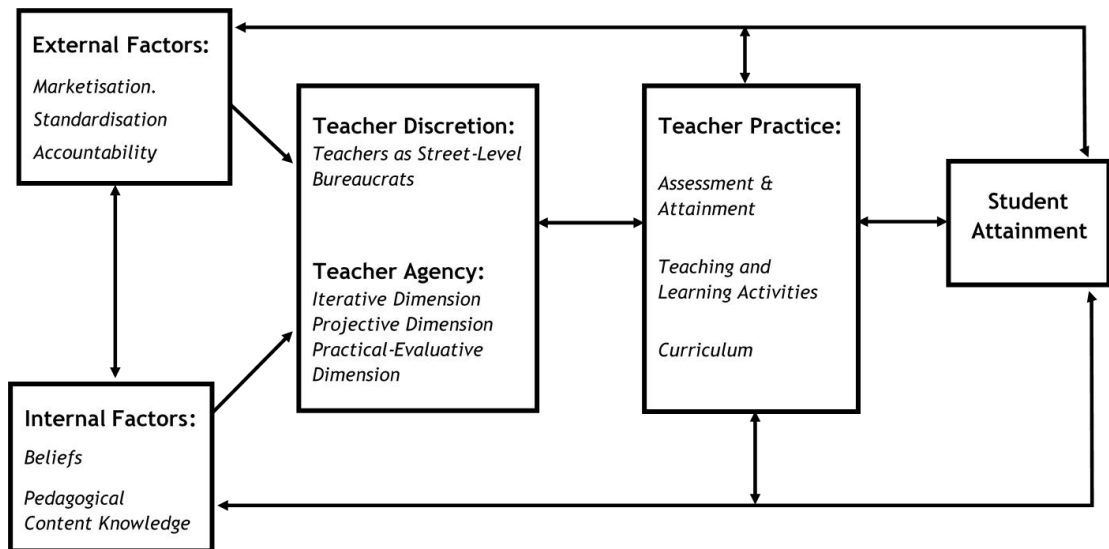 External Factors:
Marketisation.
Standardisation
Accountability
Internal Factors:
Beliefs
Pedagogical
Content Knowledge
Teacher Discretion:
Teachers as Street-Level
Bureaucrats
Teacher Agency:
Iterative Dimension
Projective Dimension
Practical-Evaluative
Dimension
Teacher Practice:
Assessment &
Attainment
Teaching and
Learning Activities
Curriculum
Student
Attainment